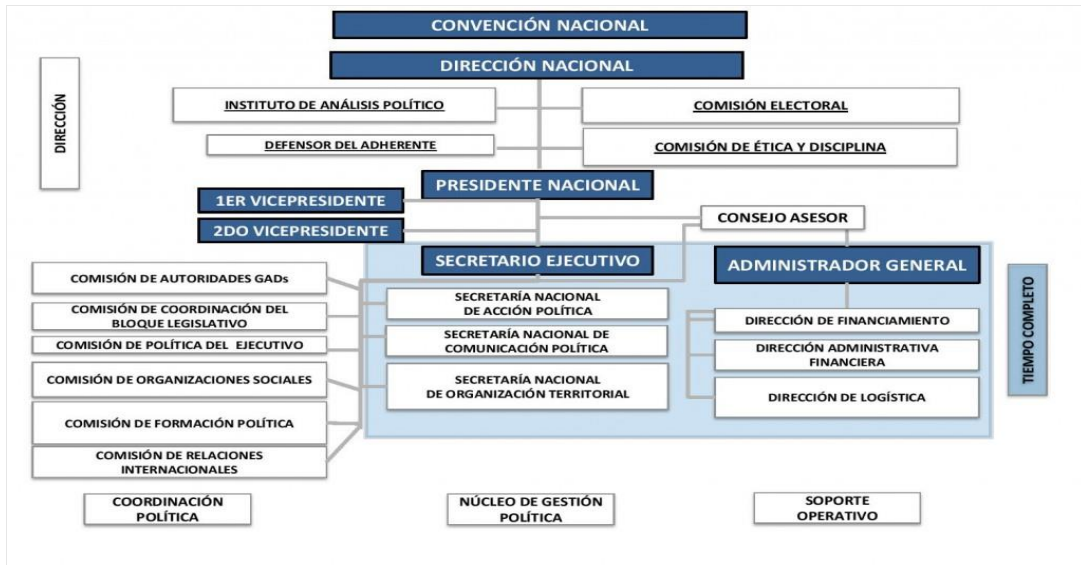 CONVENCIÓN NACIONAL
DIRECCIÓN NACIONAL
DIRECCIÓN
INSTITUTO DE ANÁLISIS POLÍTICO
COMISIÓN ELECTORAL
DEFENSOR DEL ADHERENTE
COMISIÓN DE ÉTICA Y DISCIPLINA
PRESIDENTE NACIONAL
1ER VICEPRESIDENTE
2DO VICEPRESIDENTE
CONSEJO ASESOR
SECRETARIO EJECUTIVO
ADMINISTRADOR GENERAL
TIEMPO COMPLETO
COMISIÓN DE AUTORIDADES GADs
COMISIÓN DE COORDINACIÓN DEL
BLOQUE LEGISLATIVO
COMISIÓN DE POLÍTICA DEL EJECUTIVO
COMISIÓN DE ORGANIZACIONES SOCIALES
COMISIÓN DE FORMACIÓN POLÍTICA
COMISIÓN DE RELACIONES
INTERNACIONALES
SECRETARÍA NACIONAL
DE ACCIÓN POLÍTICA
SECRETARÍA NACIONAL DE
COMUNICACIÓN POLÍTICA
SECRETARÍA NACIONAL
DE ORGANIZACIÓN TERRITORIAL
DIRECCIÓN DE FINANCIAMIENTO
DIRECCIÓN ADMINISTRATIVA
FINANCIERA
DIRECCIÓN DE LOGÍSTICA
COORDINACIÓN
POLÍTICA
NÚCLEO DE GESTIÓN
POLÍTICA
SOPORTE
OPERATIVO